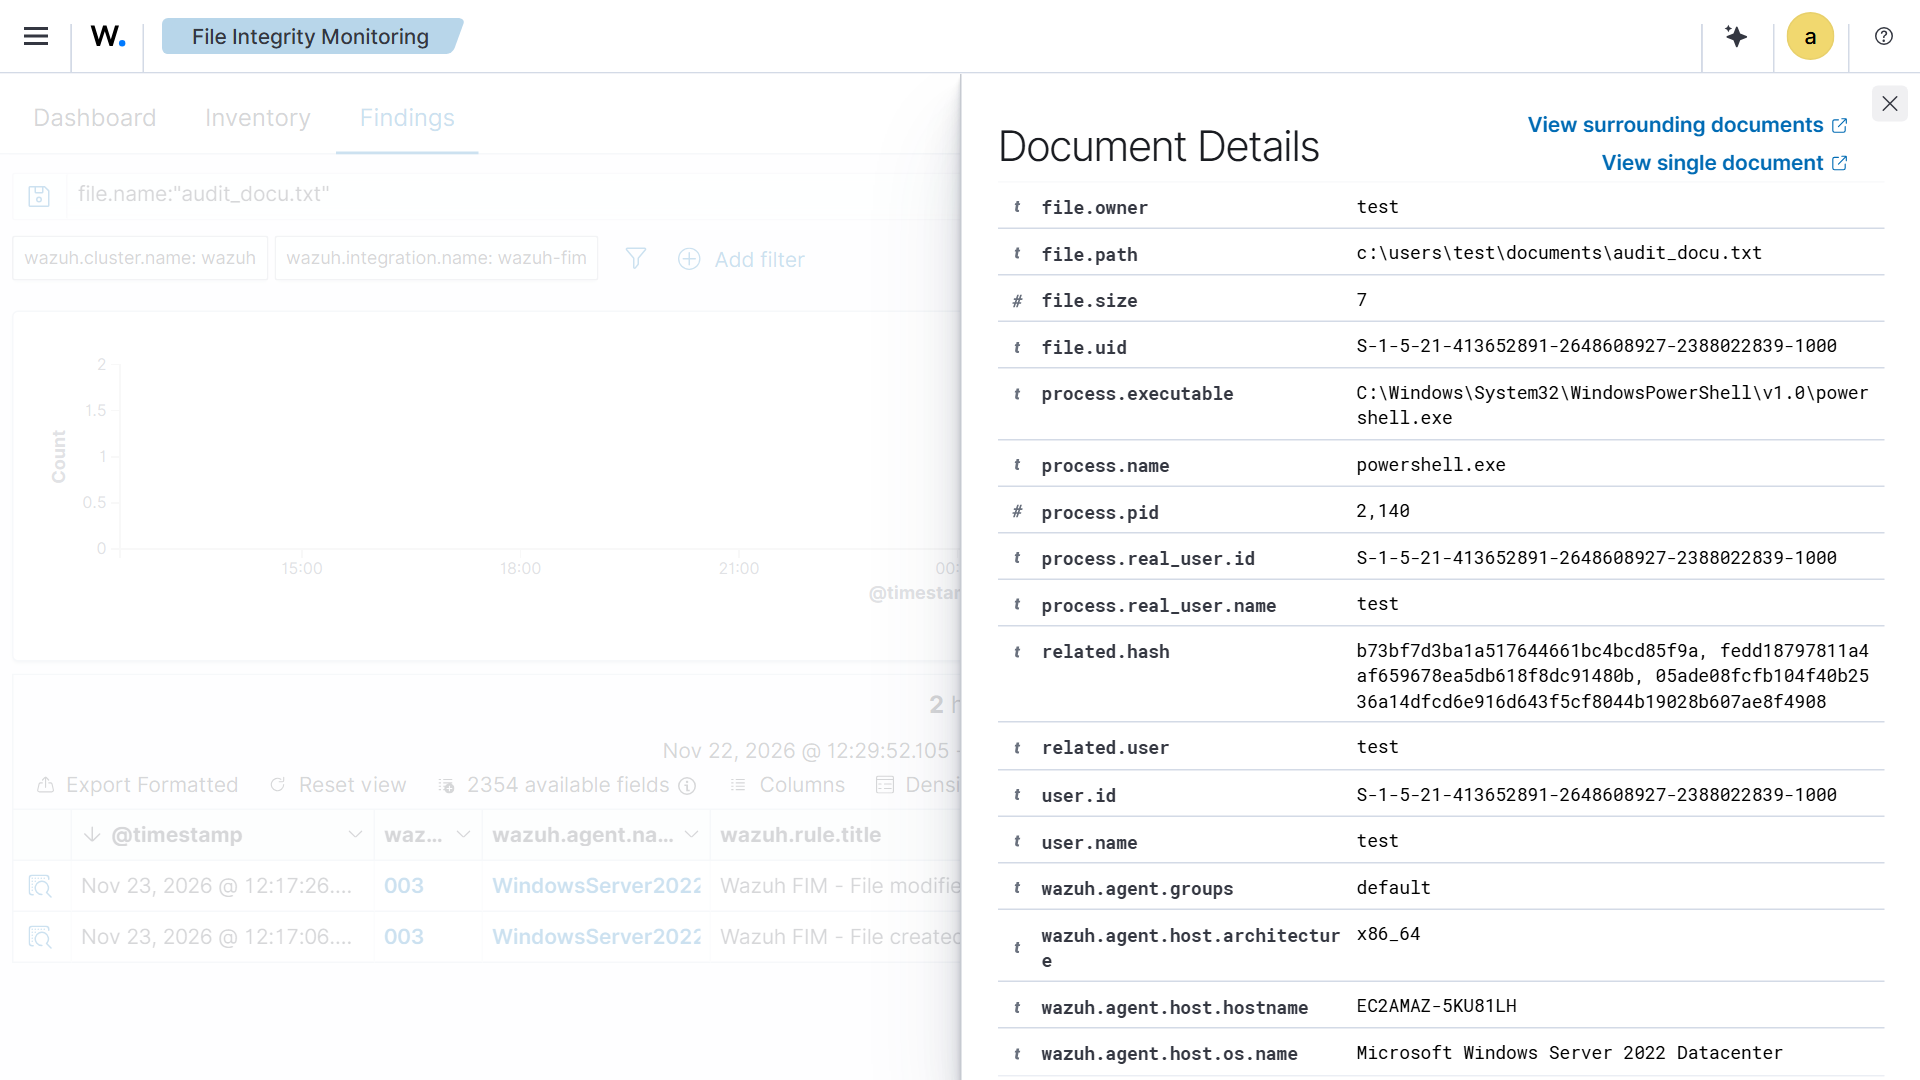 W.
File Integrity Monitoring
a
Dashboard
Inventory
Findings
file.name:"audit_docu.txt"
wazuh.cluster.name: wazuh
wazuh.integration.name: wazuh-fim
Add filter
Count
2
1.5
1
0.5
0
15:00
18:00
21:00
00:
@timestar
2 h
Nov 22, 2026 @ 12:29:52.105 -
Export Formatted
Reset view
2354 available fields
Columns
Densi
@timestamp
waz...
wazuh.agent.na...
wazuh.rule.title
Nov 23, 2026 @ 12:17:26....
003
WindowsServer2022
Wazuh FIM - File modifie
Nov 23, 2026 @ 12:17:06....
003
WindowsServer2022
Wazuh FIM - File created
Document Details
View surrounding documents
View single document
t file.owner test
t file.path c:\users\test\documents\audit_docu.txt
# file.size 7
t file.uid S-1-5-21-413652891-2648608927-2388022839-1000
t process.executable C:\Windows\System32\WindowsPowerShell\v1.0\power
shell.exe
t process.name powershell.exe
# process.pid 2,140
t process.real_user.id S-1-5-21-413652891-2648608927-2388022839-1000
t process.real_user.name test
t related.hash b73bf7d3ba1a517644661bc4bcd85f9a, fedd18797811a4
af659678ea5db618f8dc91480b, 05ade08fcfb104f40b25
36a14dfcd6e916d643f5cf8044b19028b607ae8f4908
t related.user test
t user.id S-1-5-21-413652891-2648608927-2388022839-1000
t user.name test
t wazuh.agent.groups default
t wazuh.agent.host.architectur x86_64
e
t wazuh.agent.host.hostname EC2AMAZ-5KU81LH
t wazuh.agent.host.os.name Microsoft Windows Server 2022 Datacenter